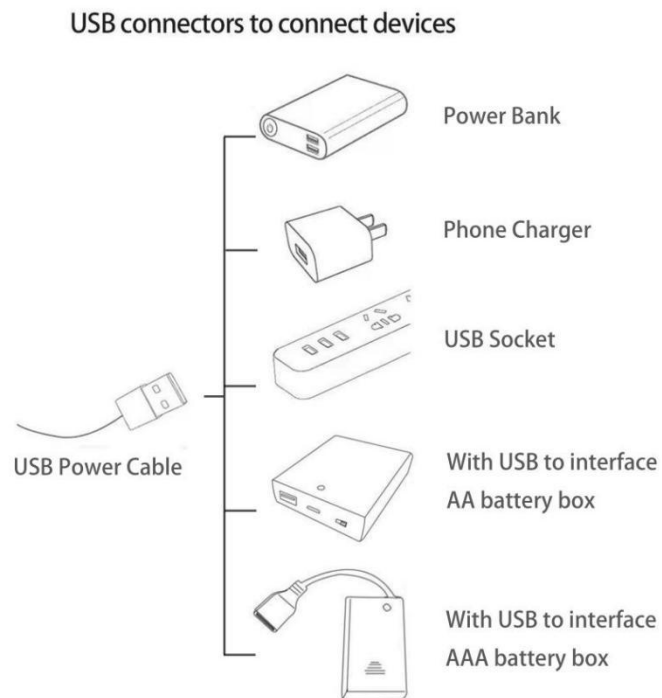 USB connectors to connect devices
Power Bank
Phone Charger
USB Socket
USB Power Cable
With USB to interface
AA battery box
With USB to interface
AAA battery box